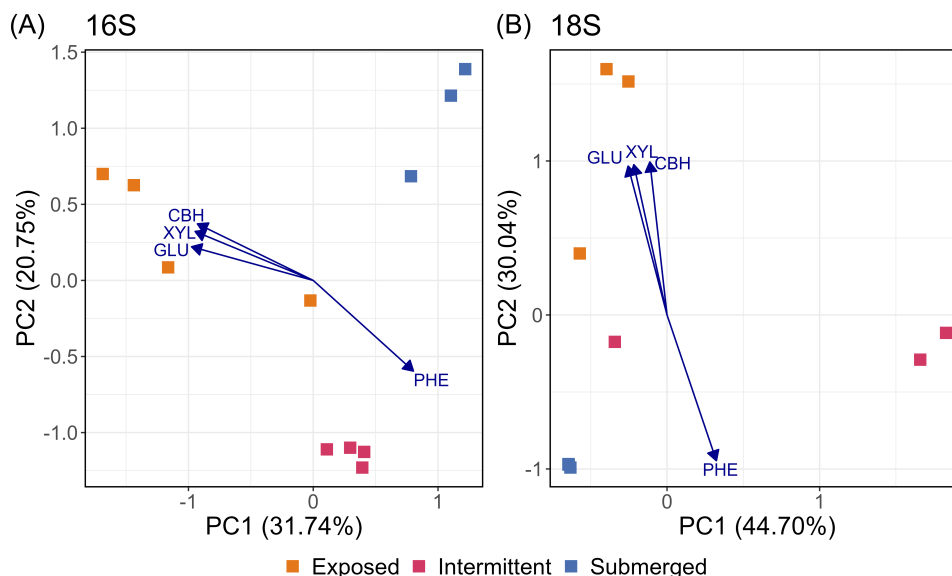 (A) 16S
PC2 (20.75%)
1.5
1.0
0.5
0.0
-0.5
-1.0
CBH
XYL
GLU
PHE
-1 0 1
PC1 (31.74%)
(B) 18S
PC2 (30.04%)
1
0
-1
GLU XYL CBH
PHE
0 1
PC1 (44.70%)
Exposed Intermittent Submerged